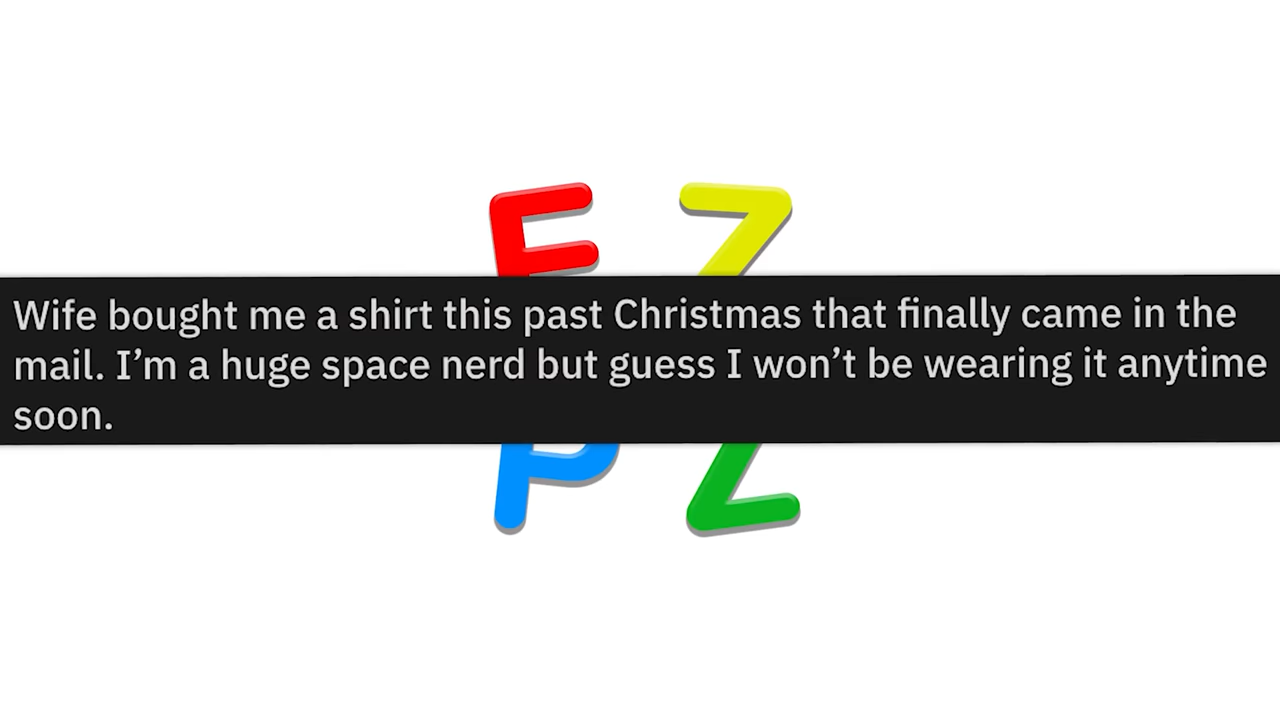 Wife bought me a shirt this past Christmas that finally came in the
mail. I’m a huge space nerd but guess I won’t be wearing it anytime
soon.